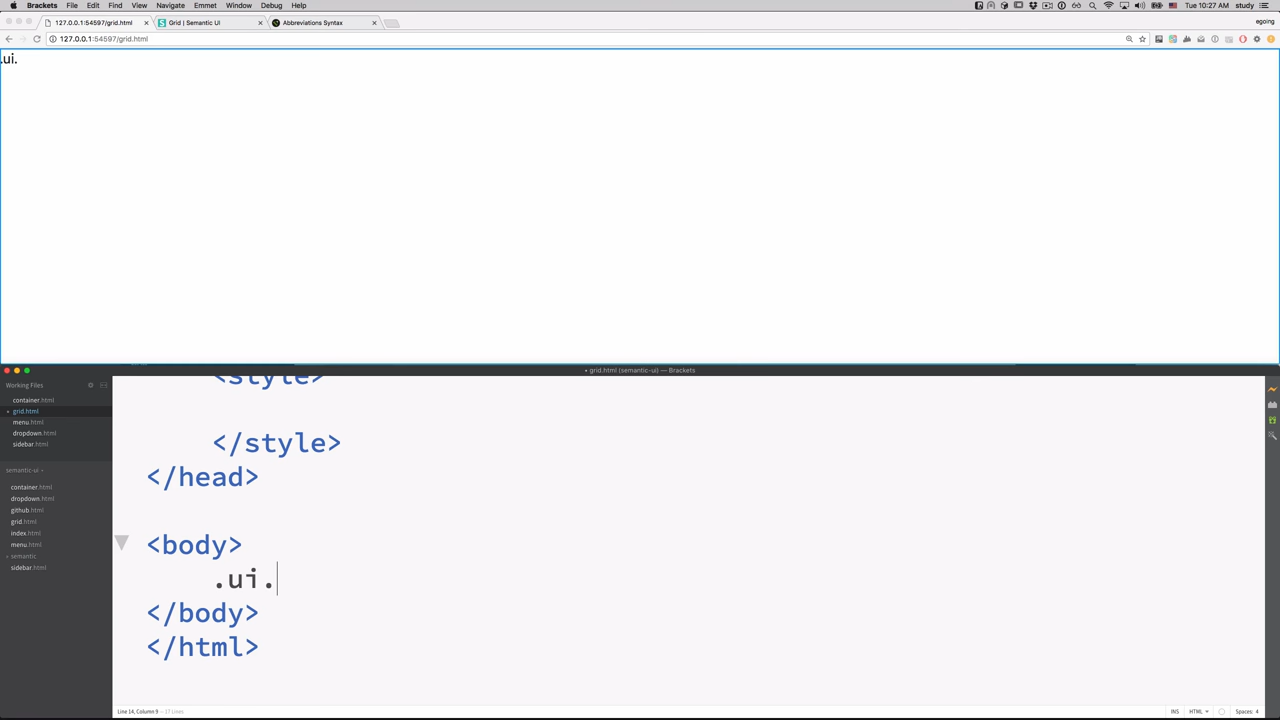 Brackets File Edit Find View Navigate Emmet Window Debug Help Tue 10:27 AM study
127.0.0.1:54597/grid.html Grid | Semantic UI Abbreviations Syntax egoing
127.0.0.1:54597/grid.html
.ui.
• grid.html (semantic-ui) — Brackets
Working Files
container.html
grid.html
menu.html
dropdown.html
sidebar.html
semantic-ui
container.html
dropdown.html
github.html
grid.html
index.html
menu.html
semantic
sidebar.html
<style>
</style>
</head>
<body>
.ui.
</body>
</html>
Line 14, Column 9 — 17 Lines INS HTML Spaces: 4